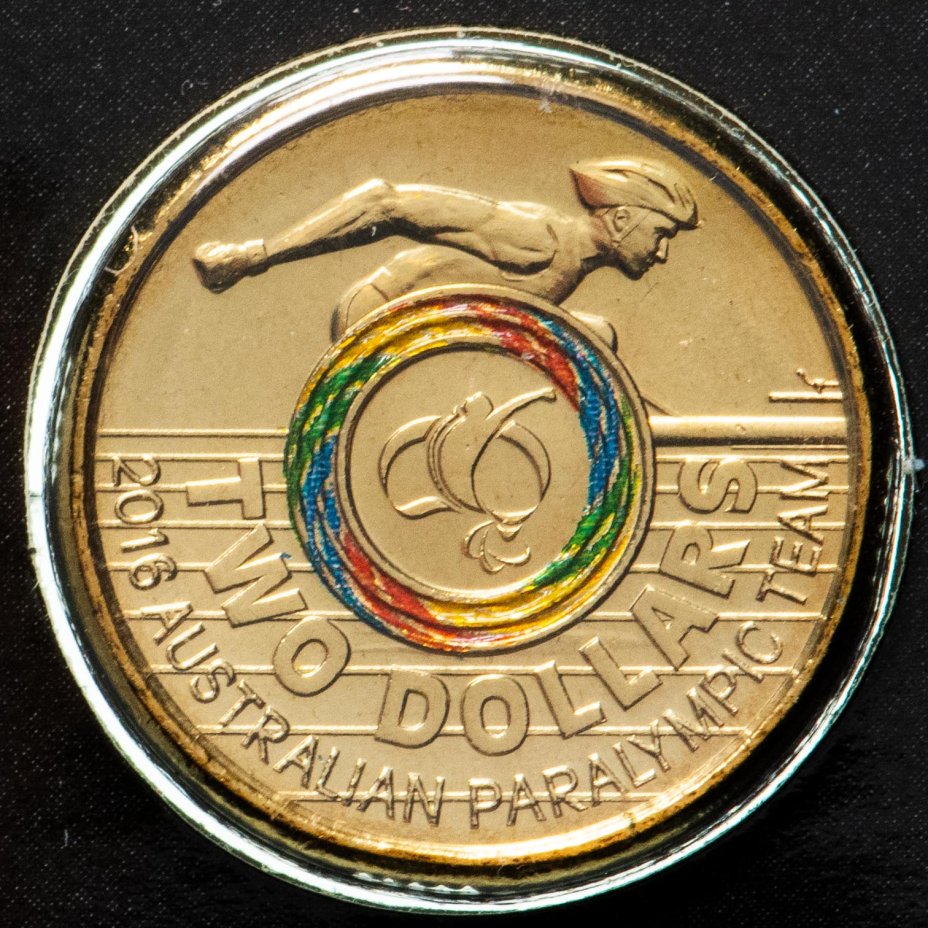 TWO DOLLARS
2016 AUSTRALIAN PARALYMPIC TEAM